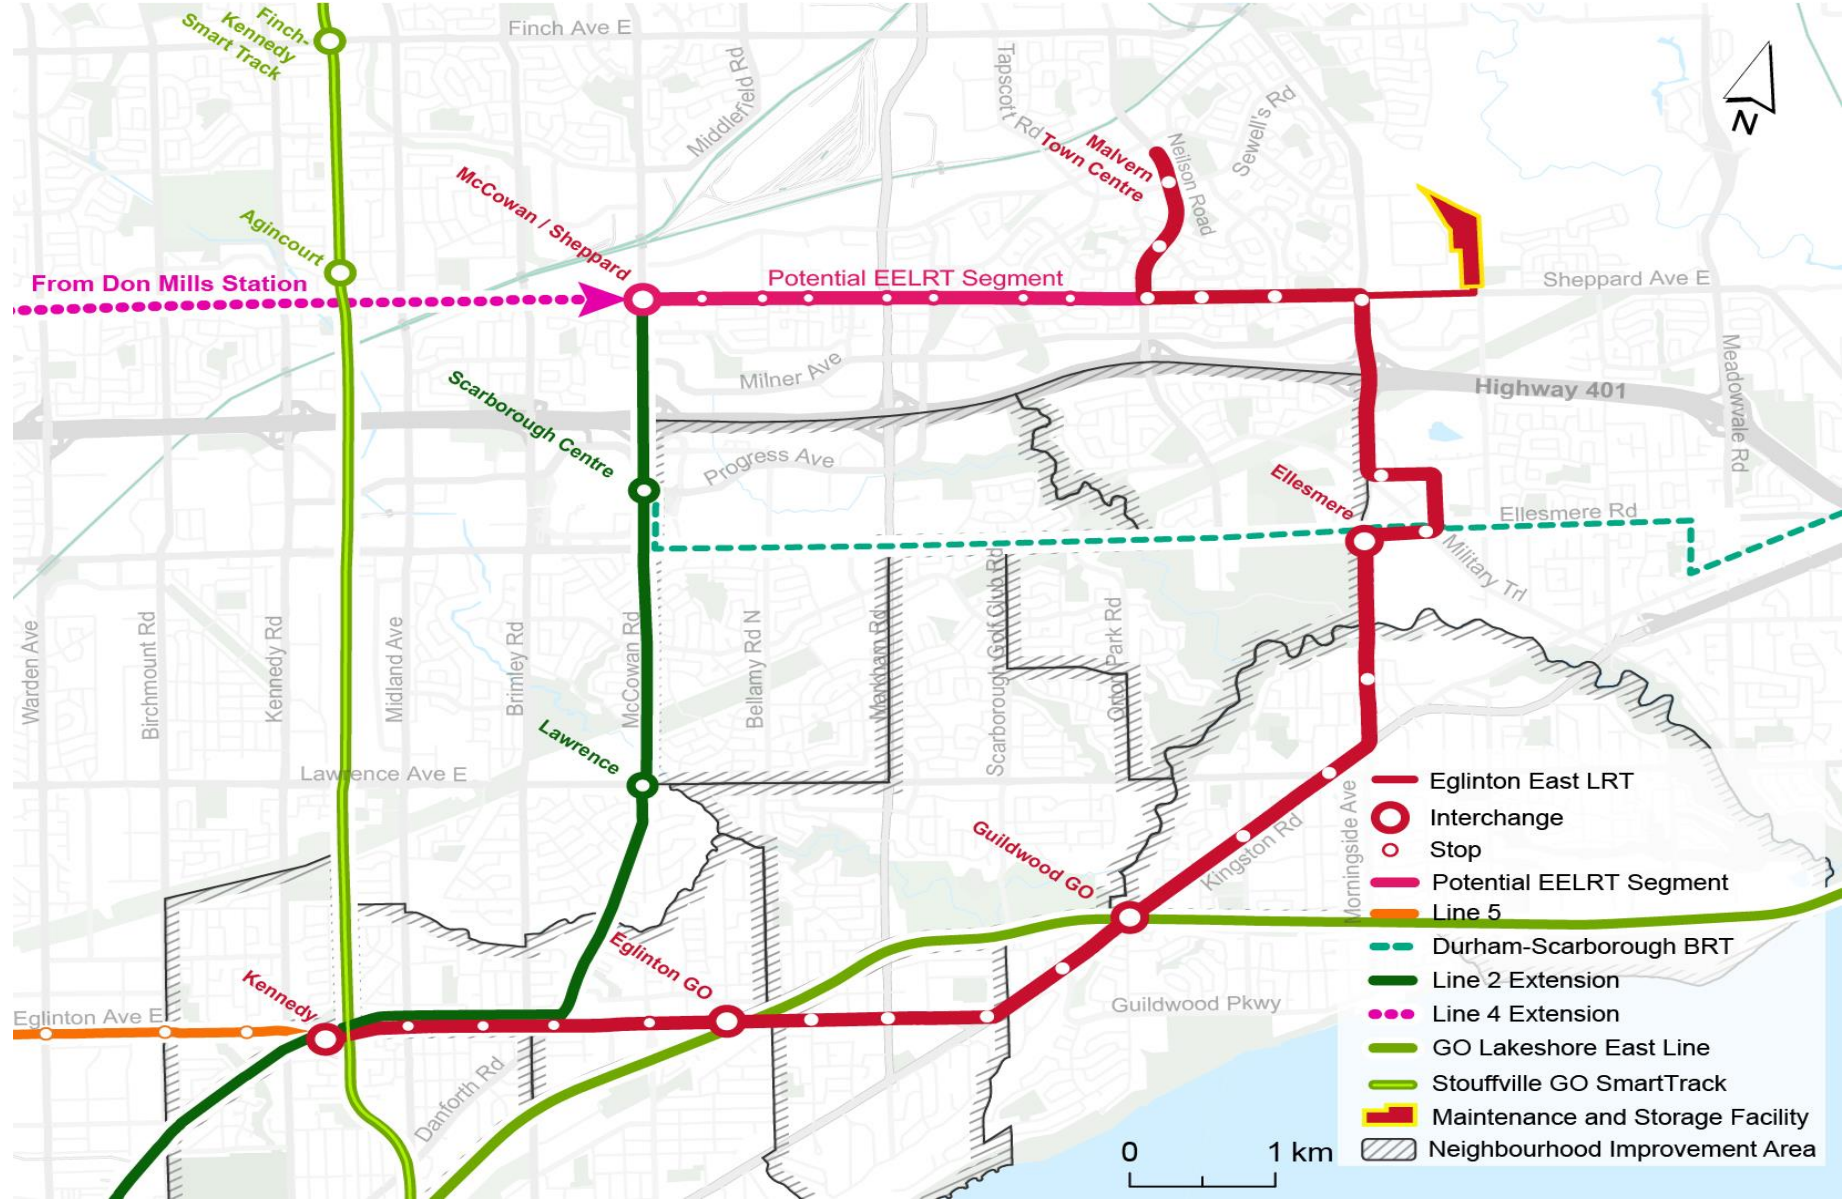 Finch-
Kennedy
Smart Track
Finch Ave E
Middlefield Rd
Tapscott Rd
Sewell's Rd
Neilson Road
Malvern
Town Centre
N
McCowan / Sheppard
Agincourt
From Don Mills Station
Potential EELRT Segment
Sheppard Ave E
Milner Ave
Highway 401
Meadowvale Rd
Scarborough Centre
Progress Ave
Ellesmere
Ellesmere Rd
Military Trl
Warden Ave
Birchmount Rd
Kennedy Rd
Midland Ave
Brimley Rd
McCowan Rd
Bellamy Rd N
Markham Rd
Scarborough Golf Club Rd
Orton Park Rd
Lawrence
Lawrence Ave E
Guildwood GO
Kingston Rd
Morningside Ave
Eglinton GO
Kennedy
Eglinton Ave E
Danforth Rd
Guildwood Pkwy
Eglinton East LRT
Interchange
Stop
Potential EELRT Segment
Line 5
Durham-Scarborough BRT
Line 2 Extension
Line 4 Extension
GO Lakeshore East Line
Stouffville GO SmartTrack
Maintenance and Storage Facility
Neighbourhood Improvement Area
0 1 km